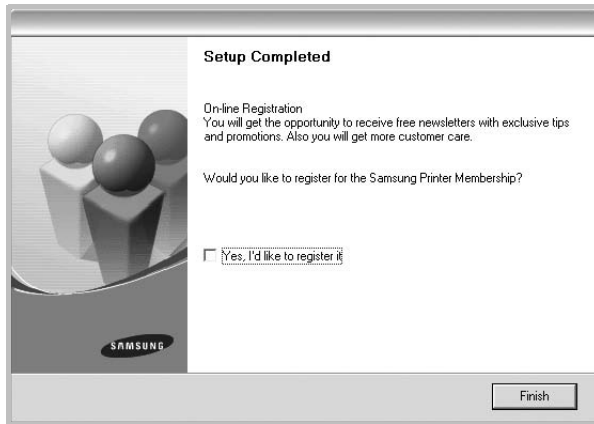 Setup Completed
On-line Registration
You will get the opportunity to receive free newsletters with exclusive tips
and promotions. Also you will get more customer care.
Would you like to register for the Samsung Printer Membership?
Yes, I'd like to register it
SAMSUNG
Finish